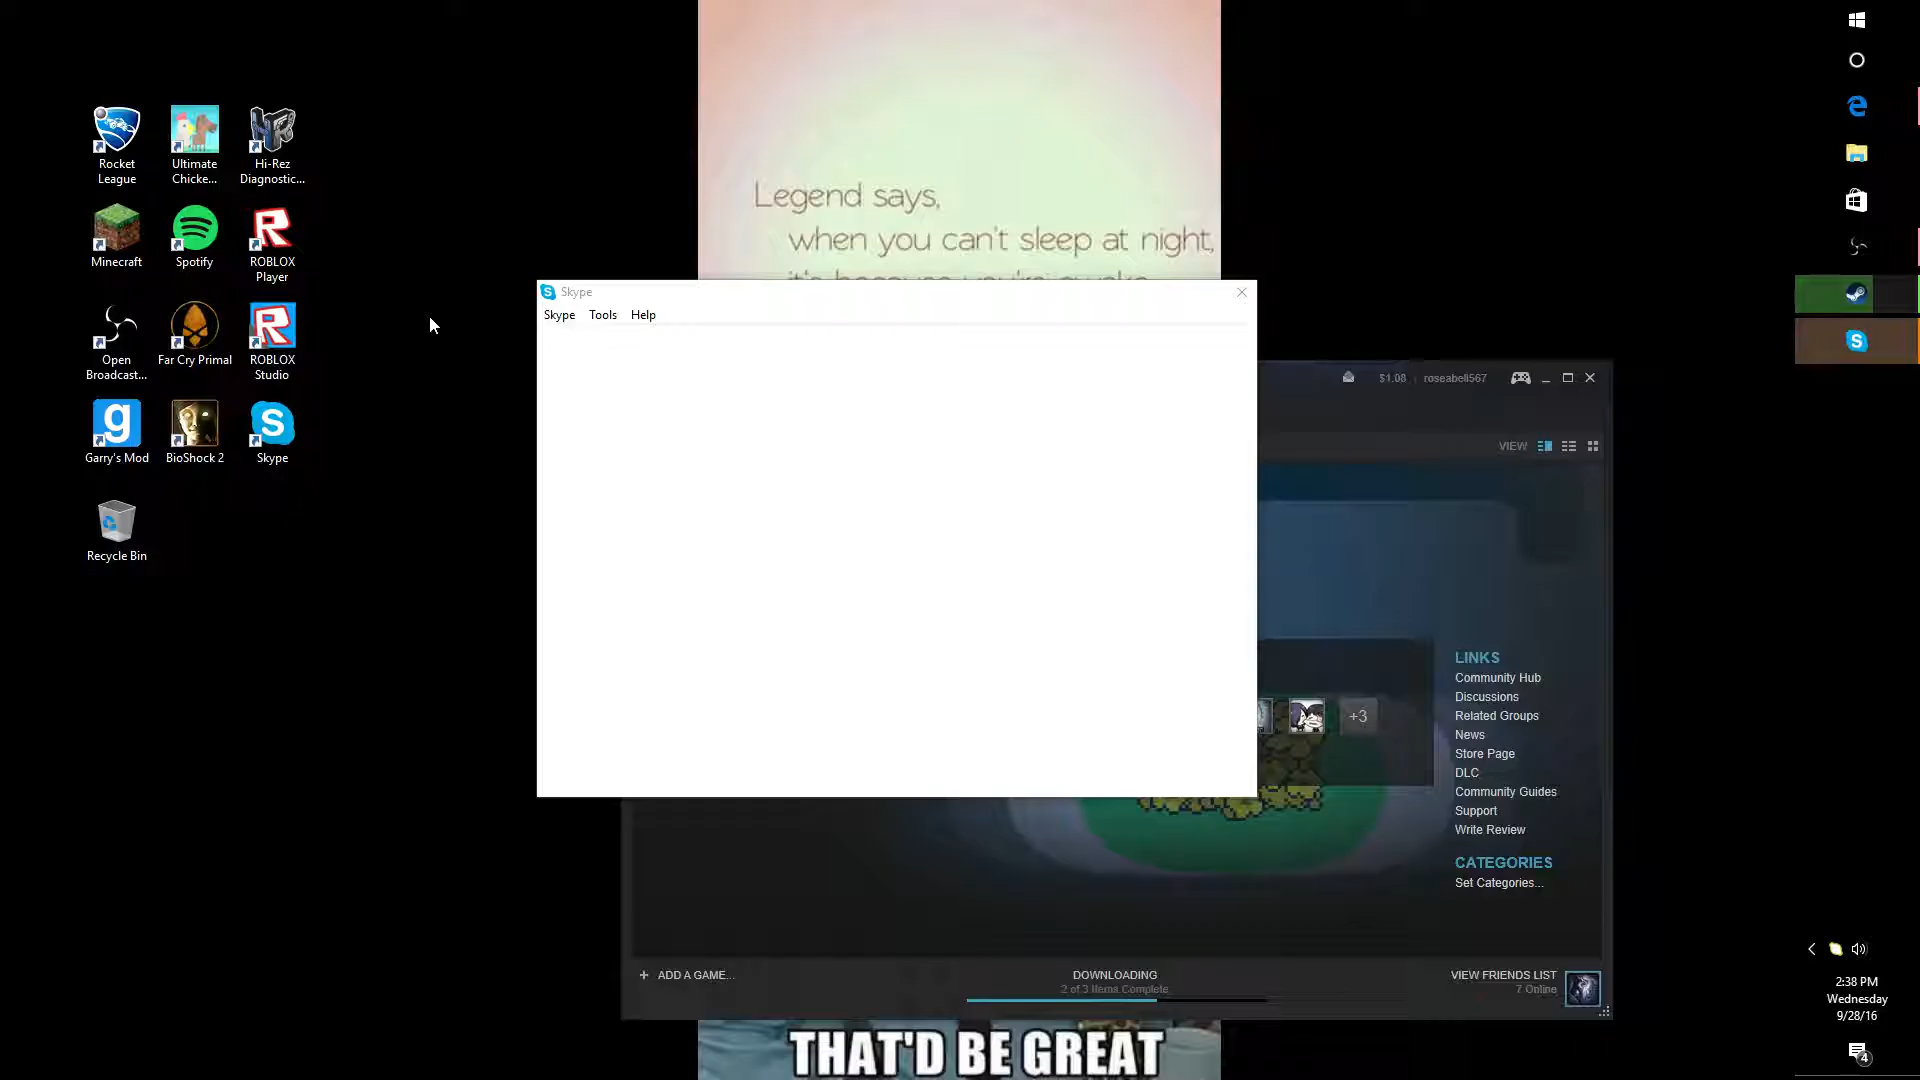 Legend says,
when you can't sleep at night,
Rocket
League
Ultimate
Chicke...
Hi-Rez
Diagnostic...
Minecraft
Spotify
ROBLOX
Player
Open
Broadcast...
Far Cry Primal
ROBLOX
Studio
Garry's Mod
BioShock 2
Skype
Recycle Bin
Skype
Skype Tools Help
$1.08 roseabell567
VIEW
+3
LINKS
Community Hub
Discussions
Related Groups
News
Store Page
DLC
Community Guides
Support
Write Review
CATEGORIES
Set Categories...
+ ADD A GAME...
DOWNLOADING
2 of 3 Items Complete
VIEW FRIENDS LIST
7 Online
THAT'D BE GREAT
2:38 PM
Wednesday
9/28/16
4